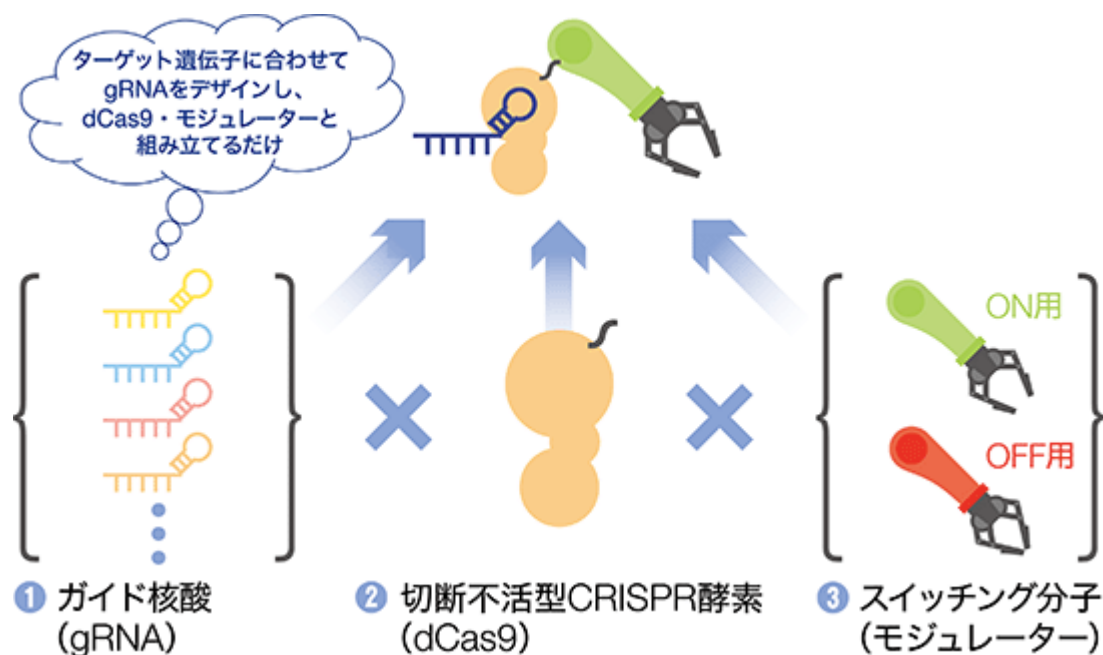 ターゲット遺伝子に合わせて
gRNAをデザインし、
dCas9・モジュレーターと
組み立てるだけ
ON用
OFF用
1 ガイド核酸
(gRNA)
2 切断不活型CRISPR酵素
(dCas9)
3 スイッチング分子
(モジュレーター)